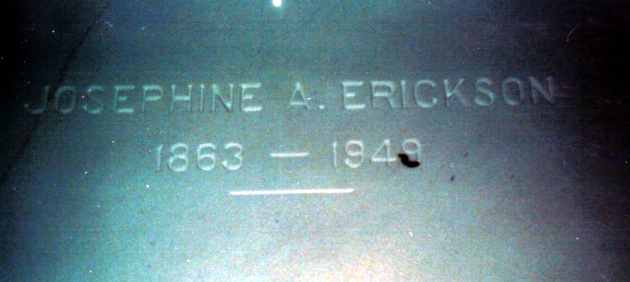 JOSEPHINE A. ERICKSON
1863 — 1949